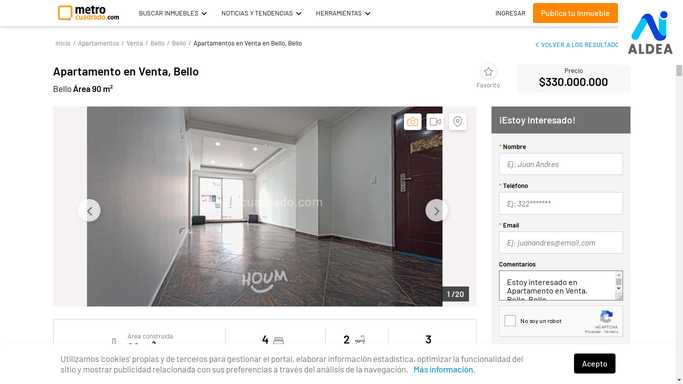 metro
cuadrado.com
BUSCAR INMUEBLES
NOTICIAS Y TENDENCIAS
HERRAMIENTAS
INGRESAR
Publica tu inmueble
AI
ALDEA
Inicio / Apartamentos / Venta / Bello / Bello / Apartamentos en Venta en Bello, Bello
< VOLVER A LOS RESULTADO
Apartamento en Venta, Bello
Bello Área 90 m²
Favorito
Precio
$330.000.000
cuadrado.com
HOUM
1 / 20
¡Estoy Interesado!
* Nombre
Ej: Juan Andres
* Teléfono
Ej: 322*******
* Email
Ej: juanandres@email.com
Comentarios
Estoy interesado en
Apartamento en Venta,
No soy un robot
reCAPTCHA
Privacidad - Términos
Área construida
4
2
3
Utilizamos 'cookies' propias y de terceros para gestionar el portal, elaborar información estadística, optimizar la funcionalidad del
sitio y mostrar publicidad relacionada con sus preferencias a través del análisis de la navegación. Más información.
Acepto